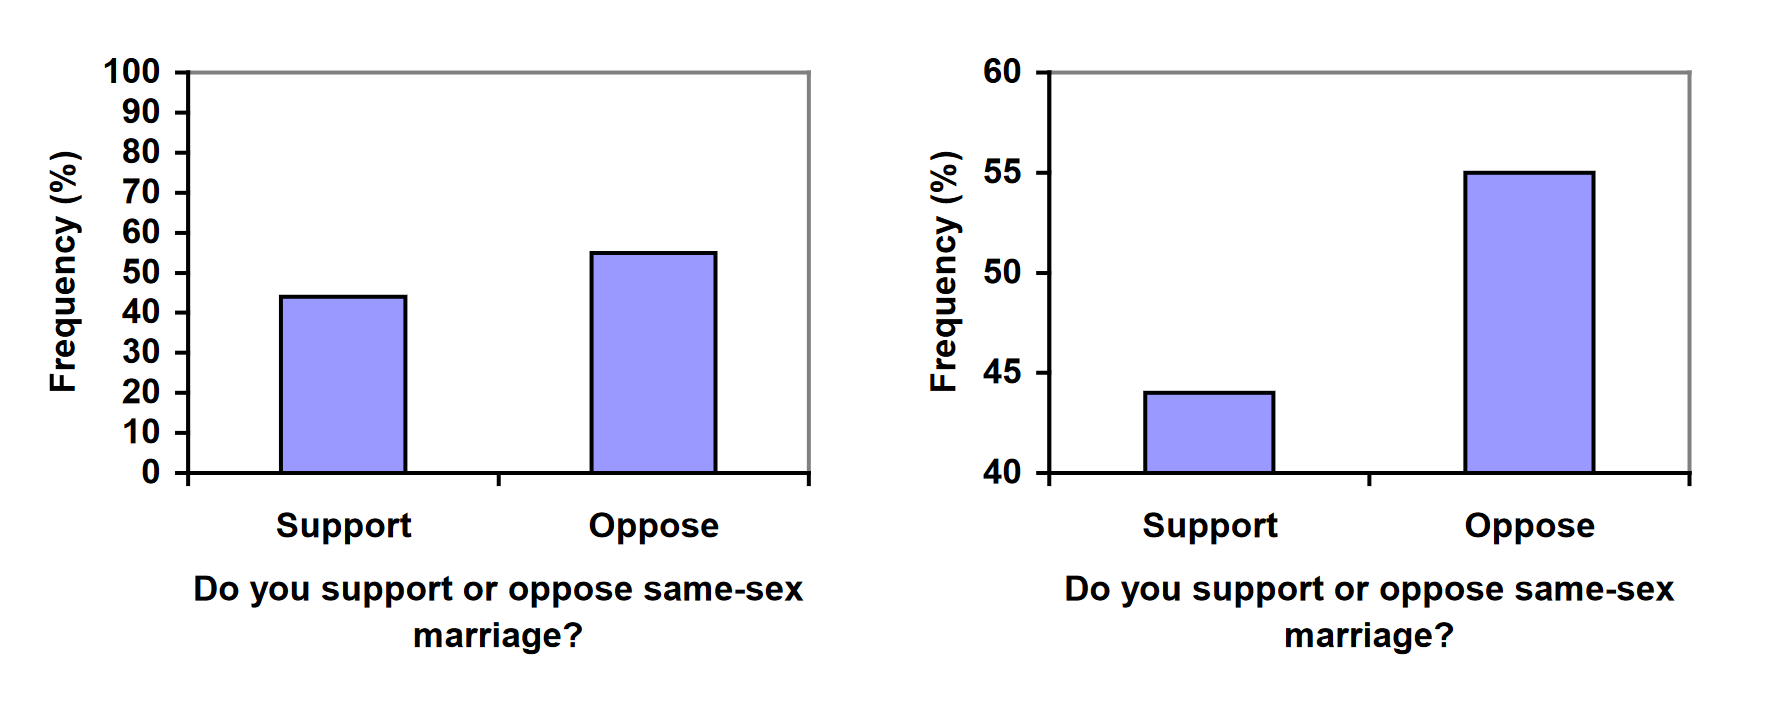 100
90
80
70
60
50
40
30
20
10
0
Frequency (%)
Support
Oppose
Do you support or oppose same-sex
marriage?
60
55
50
45
40
Frequency (%)
Support
Oppose
Do you support or oppose same-sex
marriage?